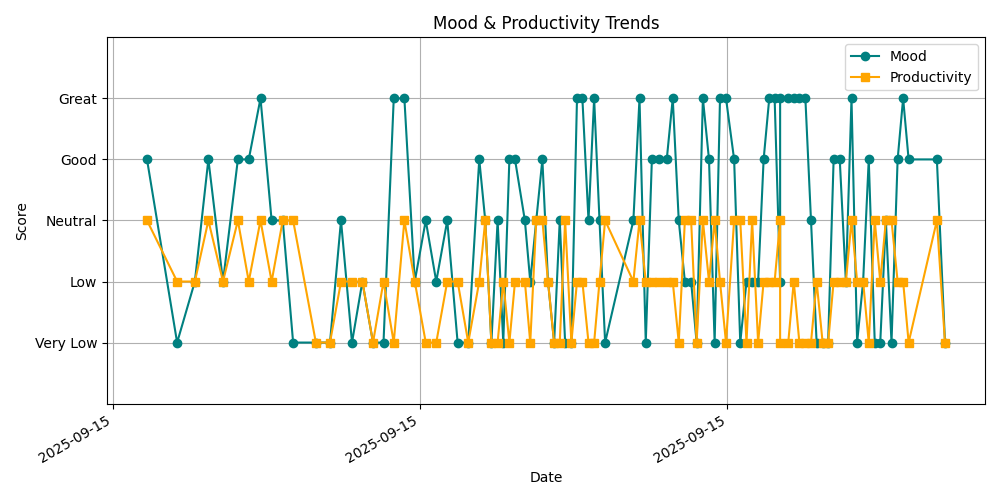 Mood & Productivity Trends
Mood
Productivity
Great
Good
Neutral
Low
Very Low
Score
2025-09-15
2025-09-15
2025-09-15
Date